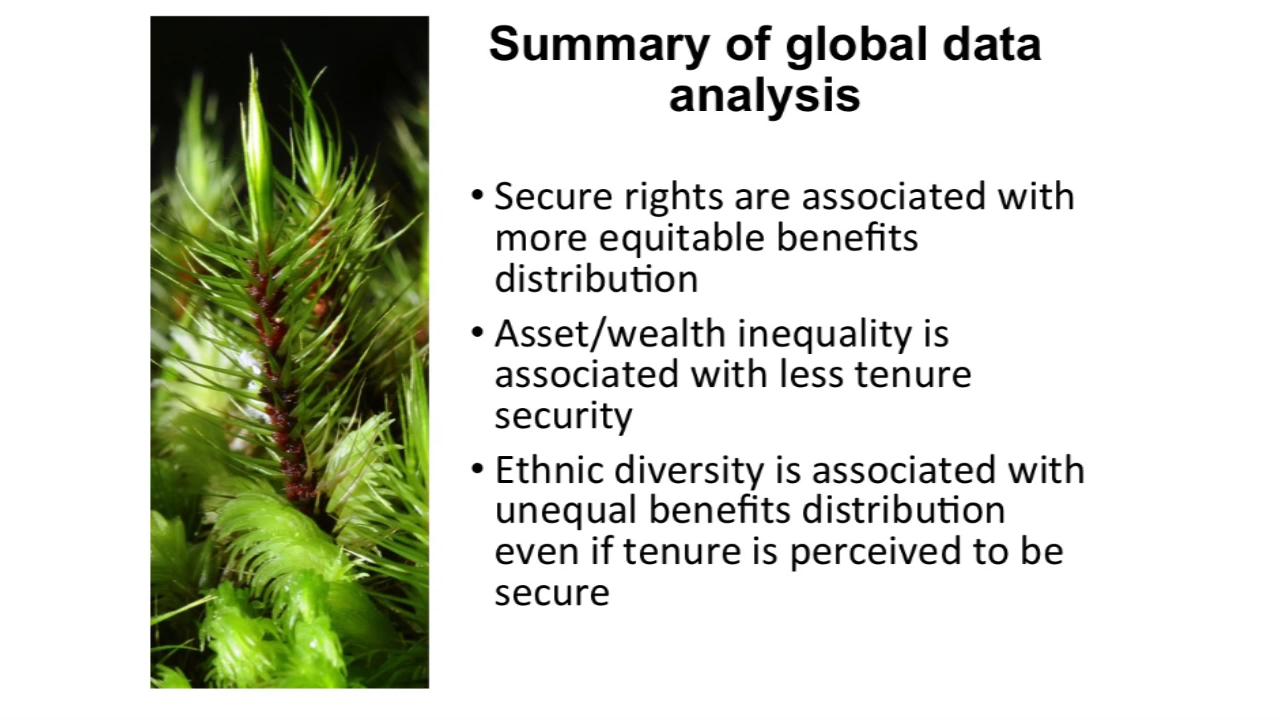 Summary of global data
analysis
• Secure rights are associated with
more equitable benefits
distribution
• Asset/wealth inequality is
associated with less tenure
security
• Ethnic diversity is associated with
unequal benefits distribution
even if tenure is perceived to be
secure